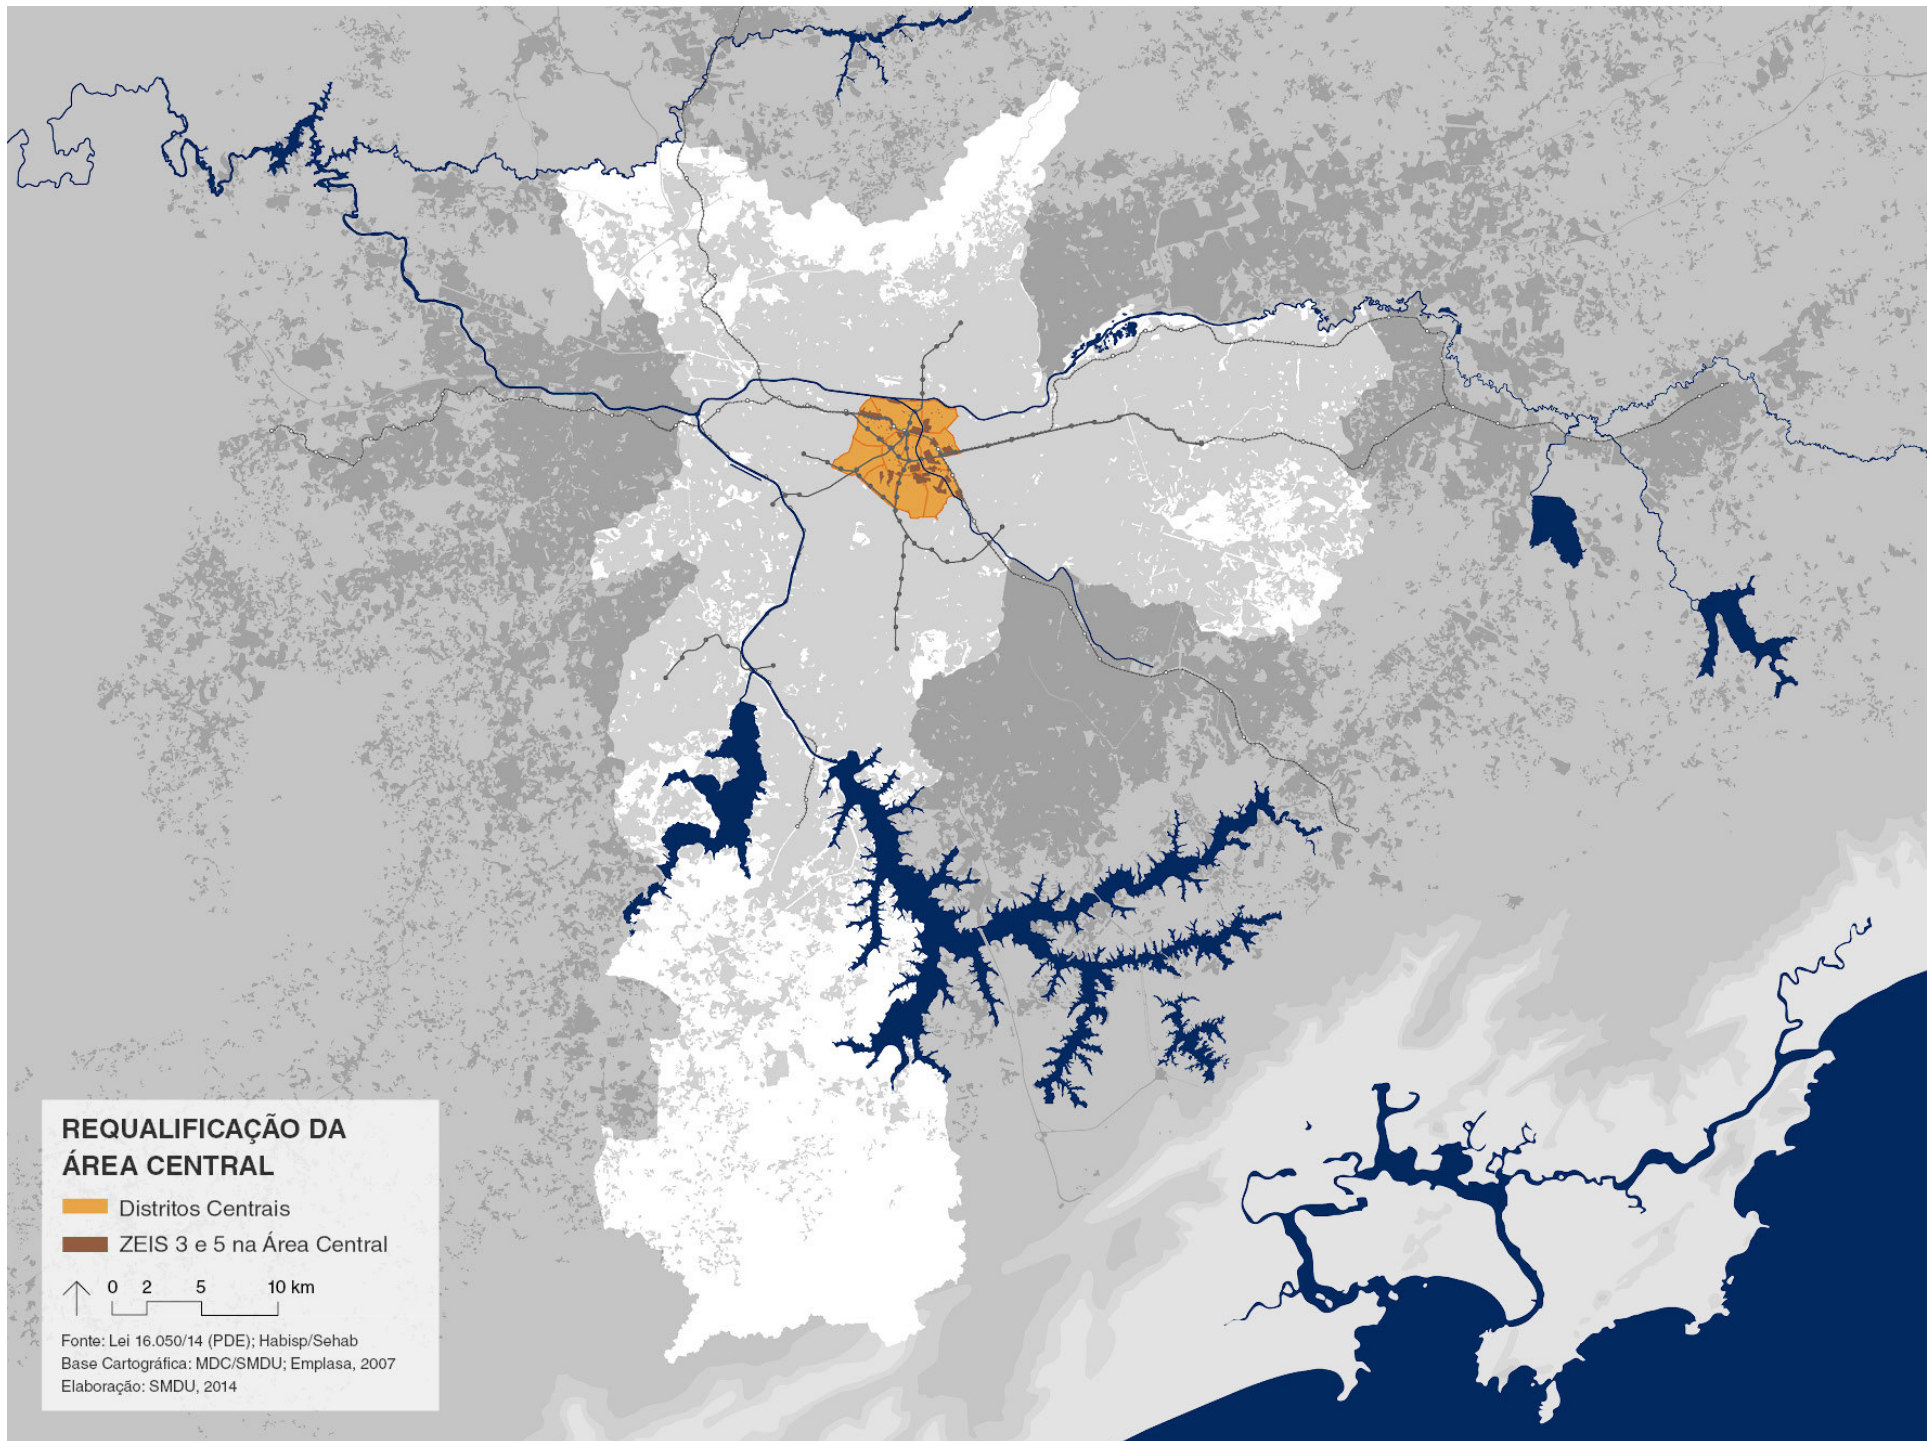 REQUALIFICAÇÃO DA
ÁREA CENTRAL
Distritos Centrais
ZEIS 3 e 5 na Área Central
0 2 5 10 km
Fonte: Lei 16.050/14 (PDE); Habisp/Sehab
Base Cartográfica: MDC/SMDU; Emplasa, 2007
Elaboração: SMDU, 2014